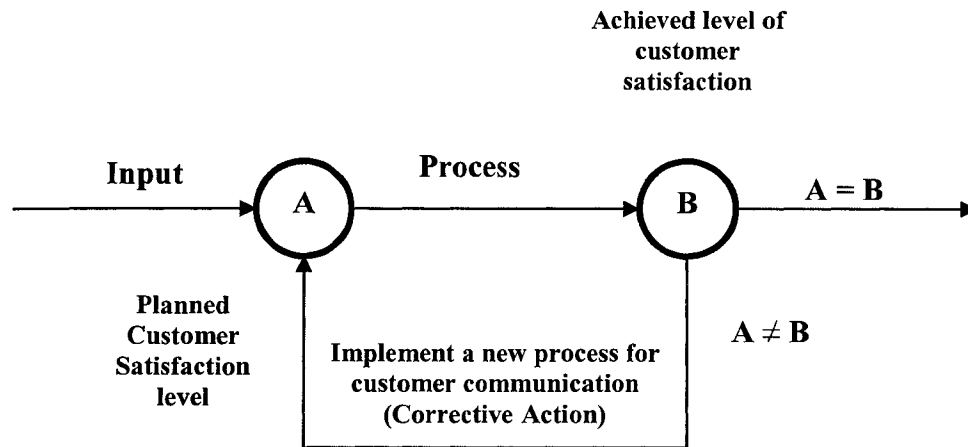 Achieved level of
customer
satisfaction
Input
Process
A
B
A = B
Planned
Customer
Satisfaction
level
A ≠ B
Implement a new process for
customer communication
(Corrective Action)